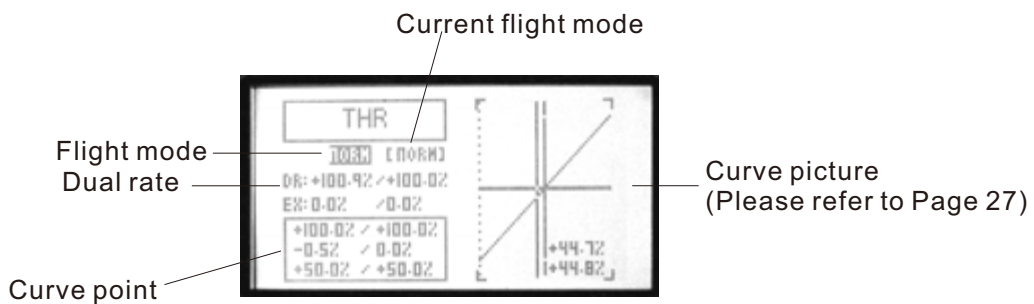 Current flight mode
THR
Flight mode
NORM [NORM]
Dual rate
DR:+100.9% /+100.0%
EX:0.0% /0.0%
Curve picture
(Please refer to Page 27)
+100.0% / +100.0%
-0.5% / 0.0%
+50.0% / +50.0%
+44.7%
+44.8%
Curve point